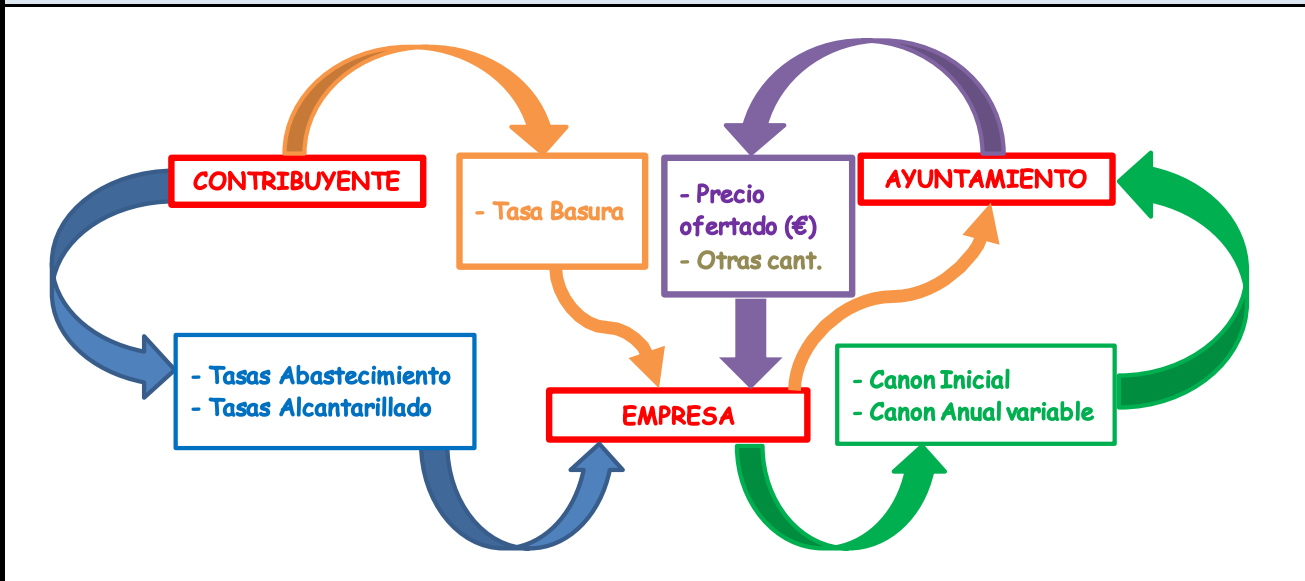 CONTRIBUYENTE
- Tasa Basura
- Precio
ofertado (€)
- Otras cant.
AYUNTAMIENTO
- Tasas Abastecimiento
- Tasas Alcantarillado
EMPRESA
- Canon Inicial
- Canon Anual variable